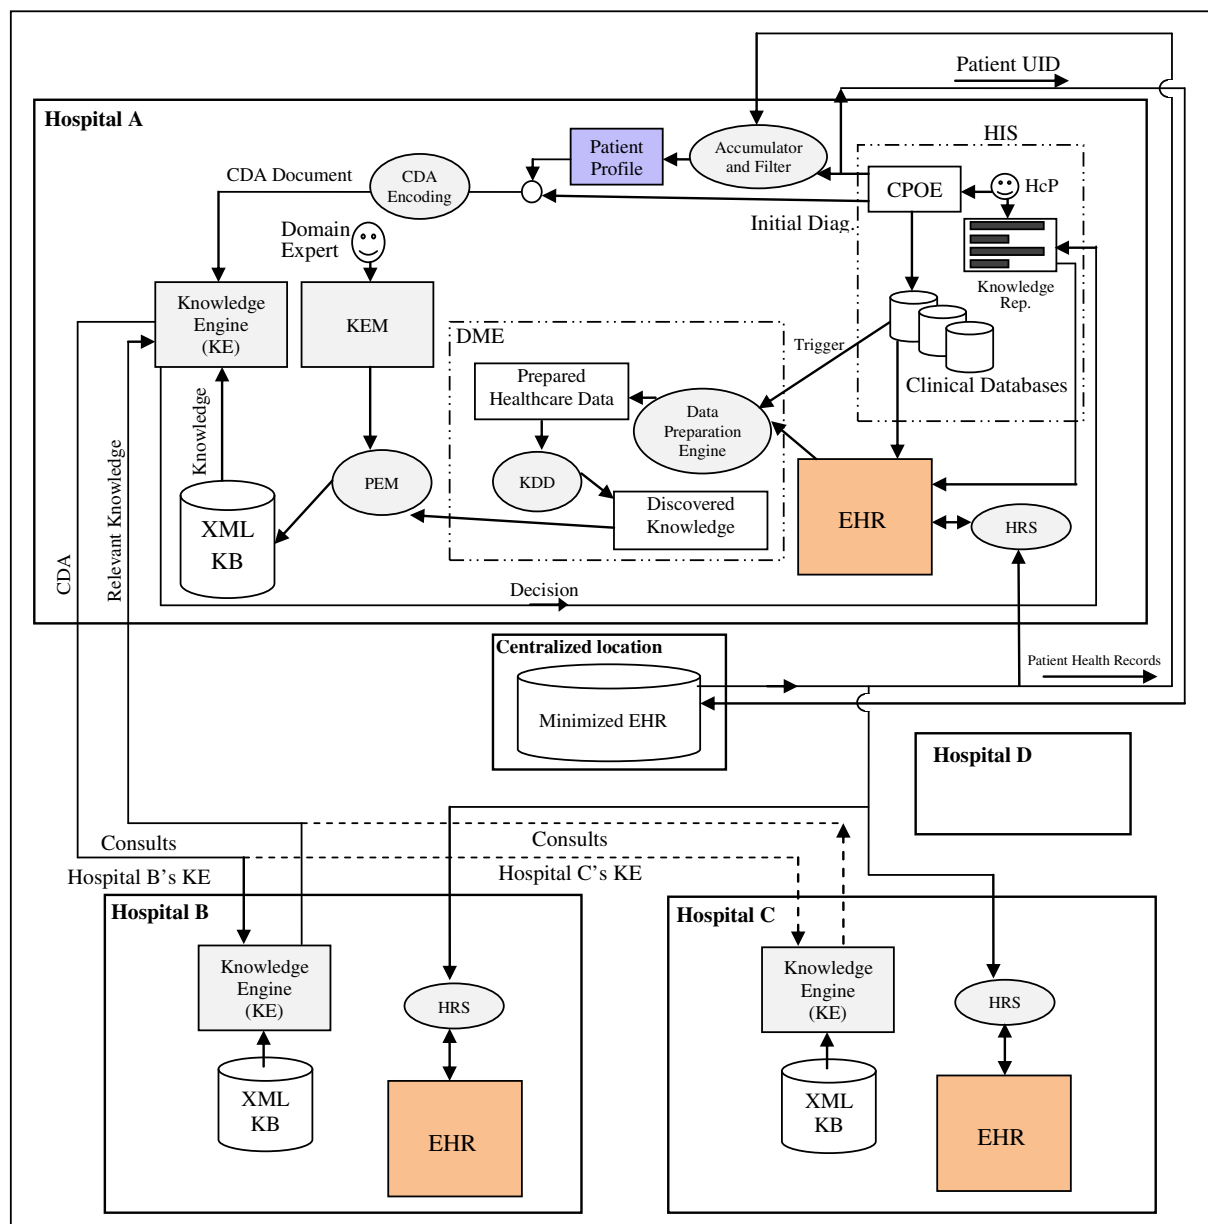 Patient UID
Hospital A
HIS
Patient
Profile
Accumulator
and Filter
CDA Document
CDA
Encoding
CPOE
HcP
Initial Diag.
Domain
Expert
Knowledge
Rep.
Knowledge
Engine
(KE)
KEM
DME
Trigger
Clinical Databases
Prepared
Healthcare Data
Data
Preparation
Engine
Knowledge
Relevant Knowledge
CDA
PEM
KDD
Discovered
Knowledge
EHR
HRS
XML
KB
Decision
Centralized location
Patient Health Records
Minimized EHR
Hospital D
Consults
Hospital B’s KE
Consults
Hospital C’s KE
Hospital B
Knowledge
Engine
(KE)
HRS
XML
KB
EHR
Hospital C
Knowledge
Engine
(KE)
HRS
XML
KB
EHR